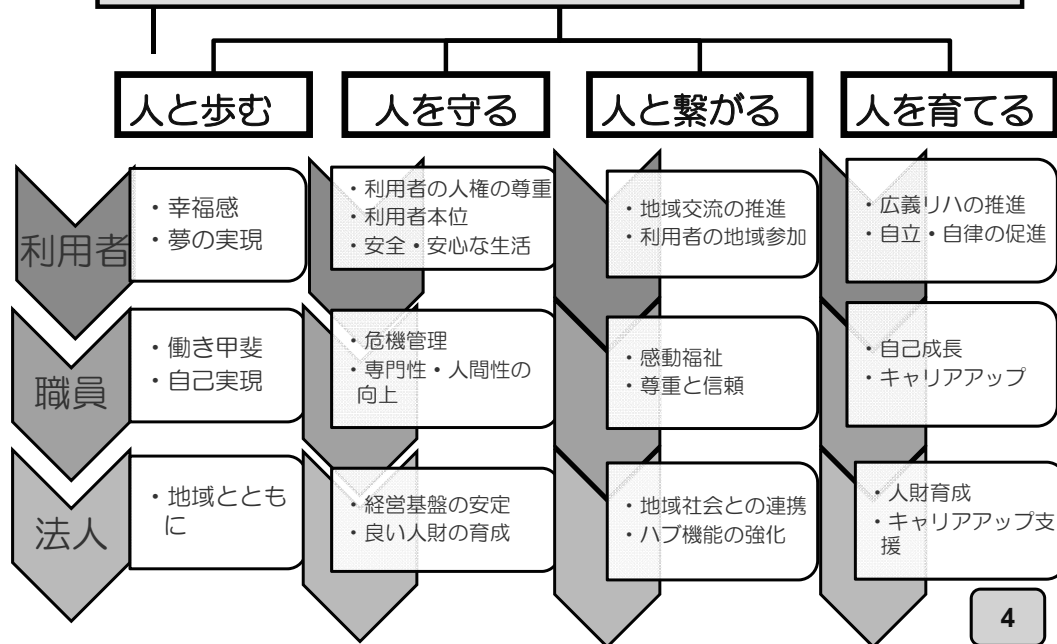 人と歩む
人を守る
人と繋がる
人を育てる
利用者
・幸福感
・夢の実現
・利用者の人権の尊重
・利用者本位
・安全・安心な生活
・地域交流の推進
・利用者の地域参加
・広義リハの推進
・自立・自律の促進
職員
・働き甲斐
・自己実現
・危機管理
・専門性・人間性の
向上
・感動福祉
・尊重と信頼
・自己成長
・キャリアアップ
法人
・地域ととも
に
・経営基盤の安定
・良い人財の育成
・地域社会との連携
・ハブ機能の強化
・人財育成
・キャリアアップ支
援
4